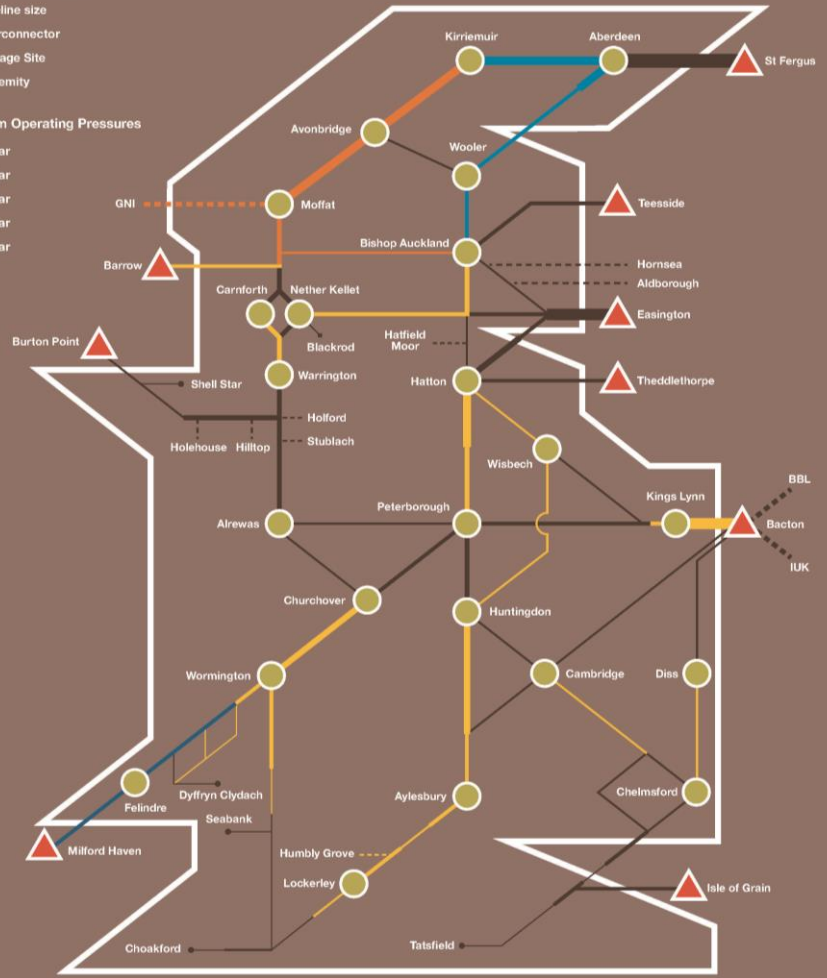 line size
rconnector
age Site
emity
m Operating Pressures
ar
ar
ar
ar
ar
Kirriemuir
Aberdeen
St Fergus
Avonbridge
Wooler
GNI
Moffat
Teesside
Bishop Auckland
Barrow
Hornsea
Aldborough
Carnforth
Nether Kellet
Easington
Burton Point
Blackrod
Hatfield
Moor
Warrington
Hatton
Theddlethorpe
Shell Star
Holford
Holehouse
Hilltop
Stublach
Wisbech
BBL
Kings Lynn
Peterborough
Alrewas
Bacton
IUK
Churchover
Huntingdon
Wormington
Cambridge
Diss
Felindre
Dyffryn Clydach
Aylesbury
Chelmsford
Seabank
Milford Haven
Humbly Grove
Lockerley
Isle of Grain
Choakford
Tatsfield